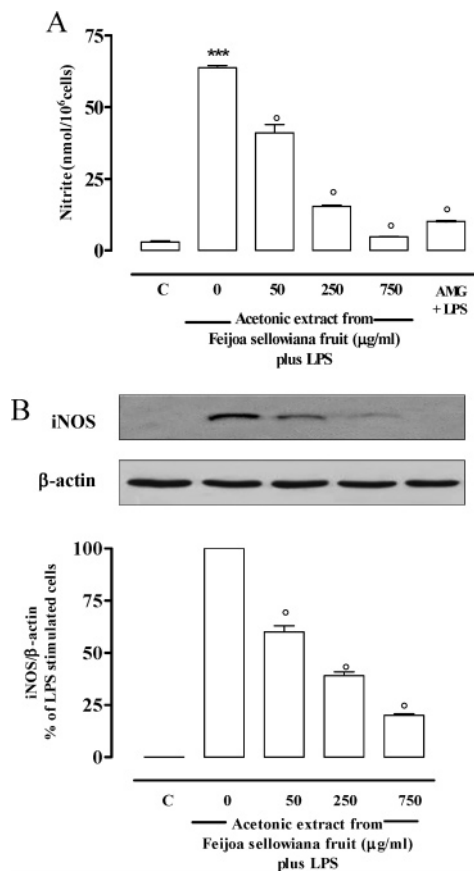 A
***
75
50
25
0
Nitrite (nmol/10⁶cells)
°
°
°
°
C 0 50 250 750 AMG + LPS
Acetonic extract from
Feijoa sellowiana fruit (μg/ml)
plus LPS
B
iNOS
β-actin
100
75
50
25
0
iNOS/β-actin
% of LPS stimulated cells
°
°
°
C 0 50 250 750
Acetonic extract from
Feijoa sellowiana fruit (μg/ml)
plus LPS